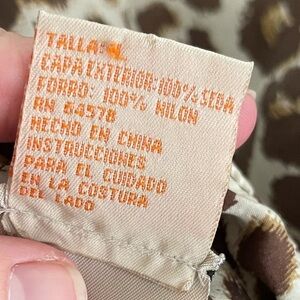 TALLA:
CAPA EXTERIOR: 100% SEDA
FORRO: 100% NILON
RN 64578
HECHO EN CHINA
INSTRUCCIONES
PARA EL CUIDADO
EN LA COSTURA
DEL LADO